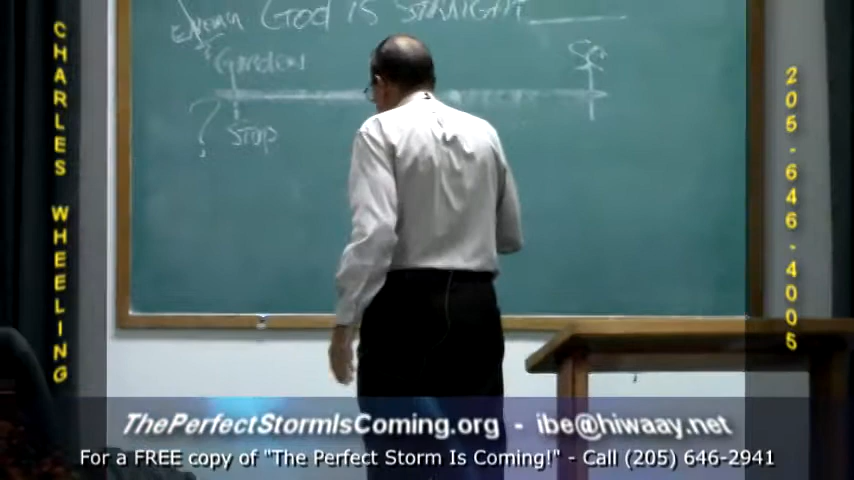 GOD IS STRAIGHT
Garden
Stop
CHARLES WHEELING
205-646-4005
ThePerfectStormIsComing.org - ibe@hiwaay.net
For a FREE copy of "The Perfect Storm Is Coming!" - Call (205) 646-2941